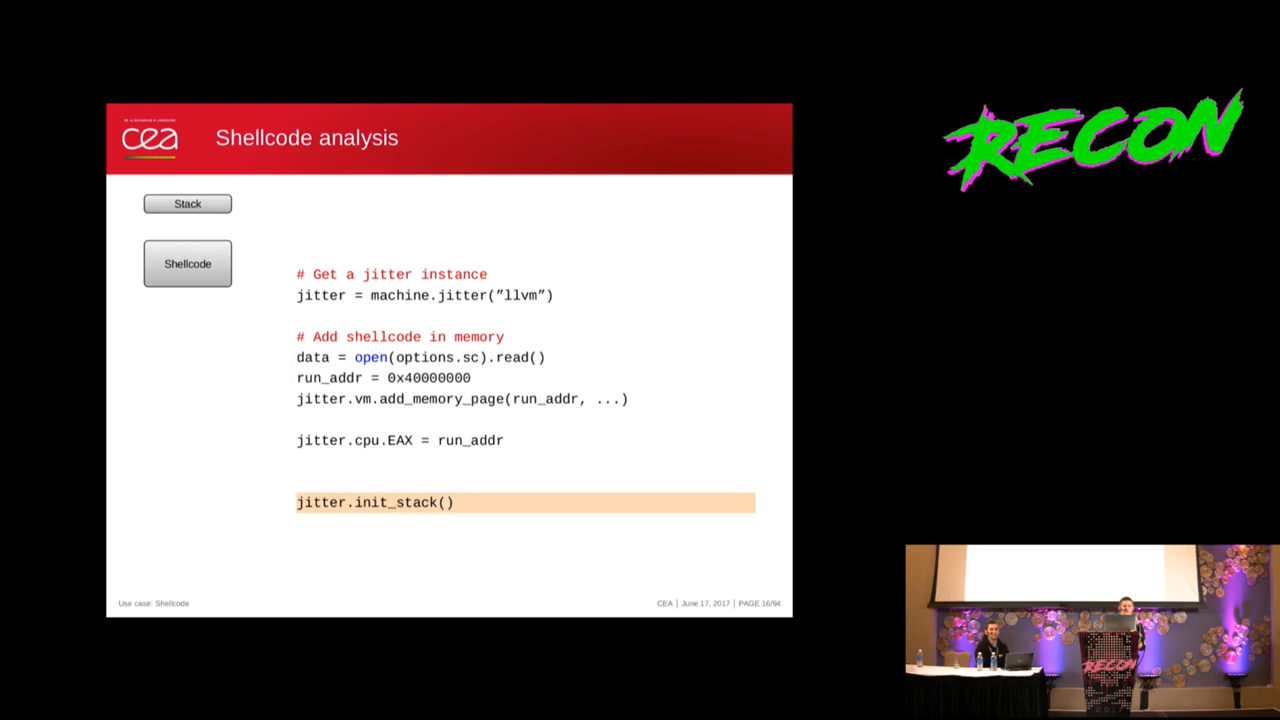 cea
Shellcode analysis
RECON
Stack
Shellcode
# Get a jitter instance
jitter = machine.jitter(”llvm”)
# Add shellcode in memory
data = open(options.sc).read()
run_addr = 0x40000000
jitter.vm.add_memory_page(run_addr, ...)
jitter.cpu.EAX = run_addr
jitter.init_stack()
Use case: Shellcode
CEA | June 17, 2017 | PAGE 16/94
RECON